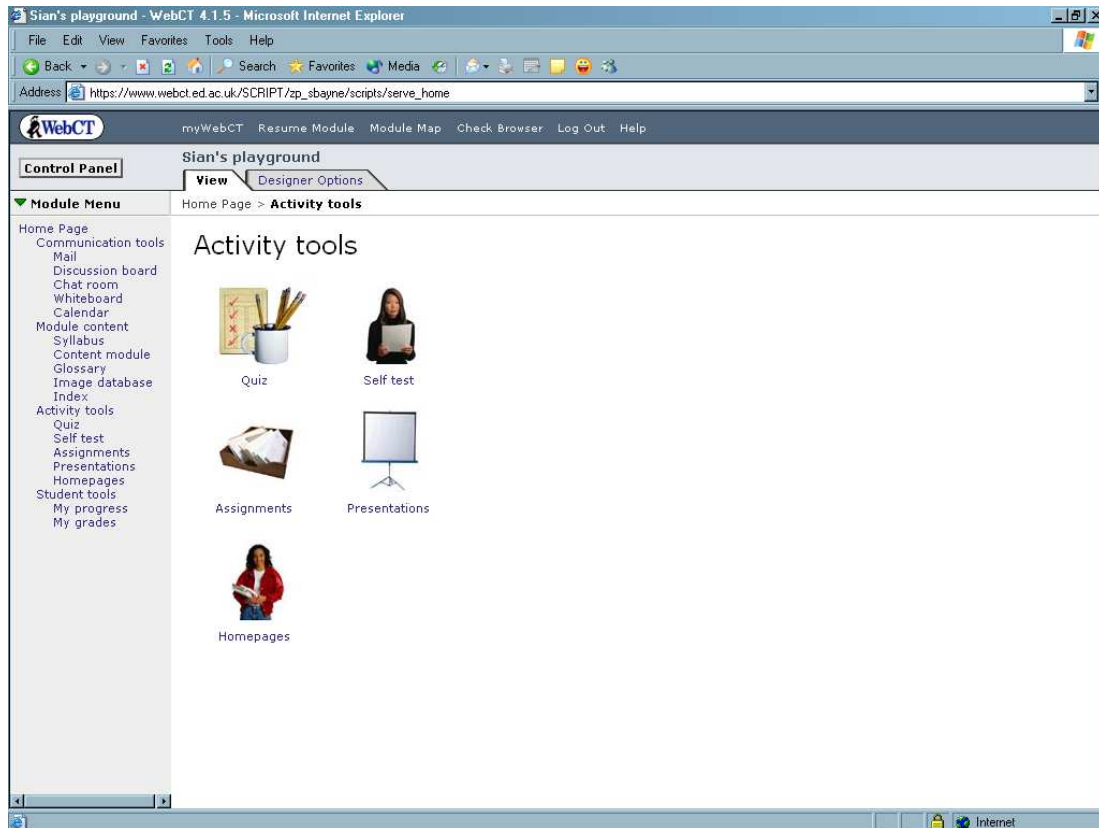 Sian's playground - WebCT 4.1.5 - Microsoft Internet Explorer
File Edit View Favorites Tools Help
Back Search Favorites Media
Address https://www.webct.ed.ac.uk/SCRIPT/zp_sbayne/scripts/serve_home
WebCT myWebCT Resume Module Module Map Check Browser Log Out Help
Control Panel
Sian's playground
View Designer Options
Module Menu
Home Page > Activity tools
Home Page
Communication tools
Mail
Discussion board
Chat room
Whiteboard
Calendar
Module content
Syllabus
Content module
Glossary
Image database
Index
Activity tools
Quiz
Self test
Assignments
Presentations
Homepages
Student tools
My progress
My grades
Activity tools
Quiz Self test
Assignments Presentations
Homepages
Internet